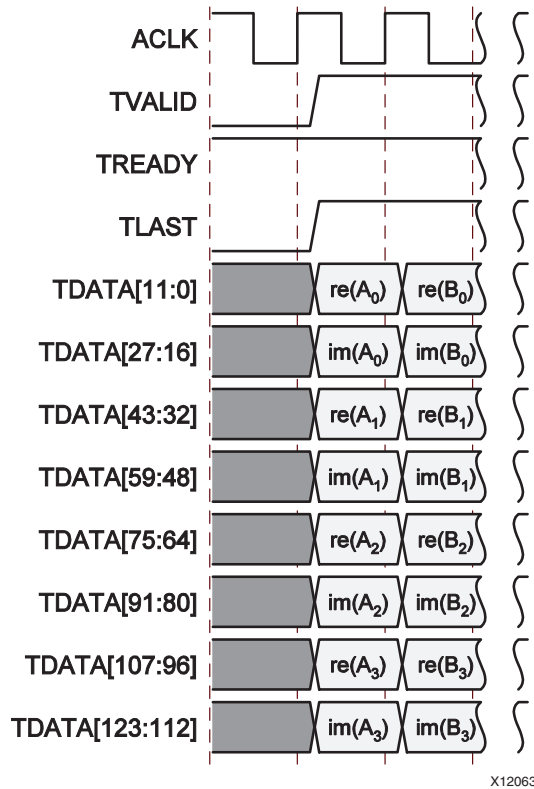 ACLK
TVALID
TREADY
TLAST
TDATA[11:0] re(A₀) re(B₀)
TDATA[27:16] im(A₀) im(B₀)
TDATA[43:32] re(A₁) re(B₁)
TDATA[59:48] im(A₁) im(B₁)
TDATA[75:64] re(A₂) re(B₂)
TDATA[91:80] im(A₂) im(B₂)
TDATA[107:96] re(A₃) re(B₃)
TDATA[123:112] im(A₃) im(B₃)
X12063